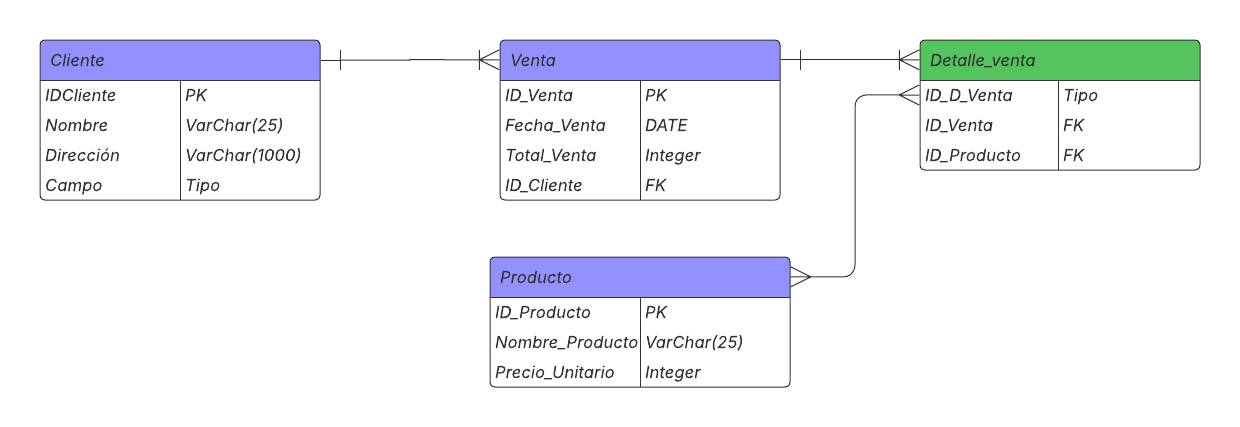 Cliente
IDCliente PK
Nombre VarChar(25)
Dirección VarChar(1000)
Campo Tipo
Venta
ID_Venta PK
Fecha_Venta DATE
Total_Venta Integer
ID_Cliente FK
Detalle_venta
ID_D_Venta Tipo
ID_Venta FK
ID_Producto FK
Producto
ID_Producto PK
Nombre_Producto VarChar(25)
Precio_Unitario Integer